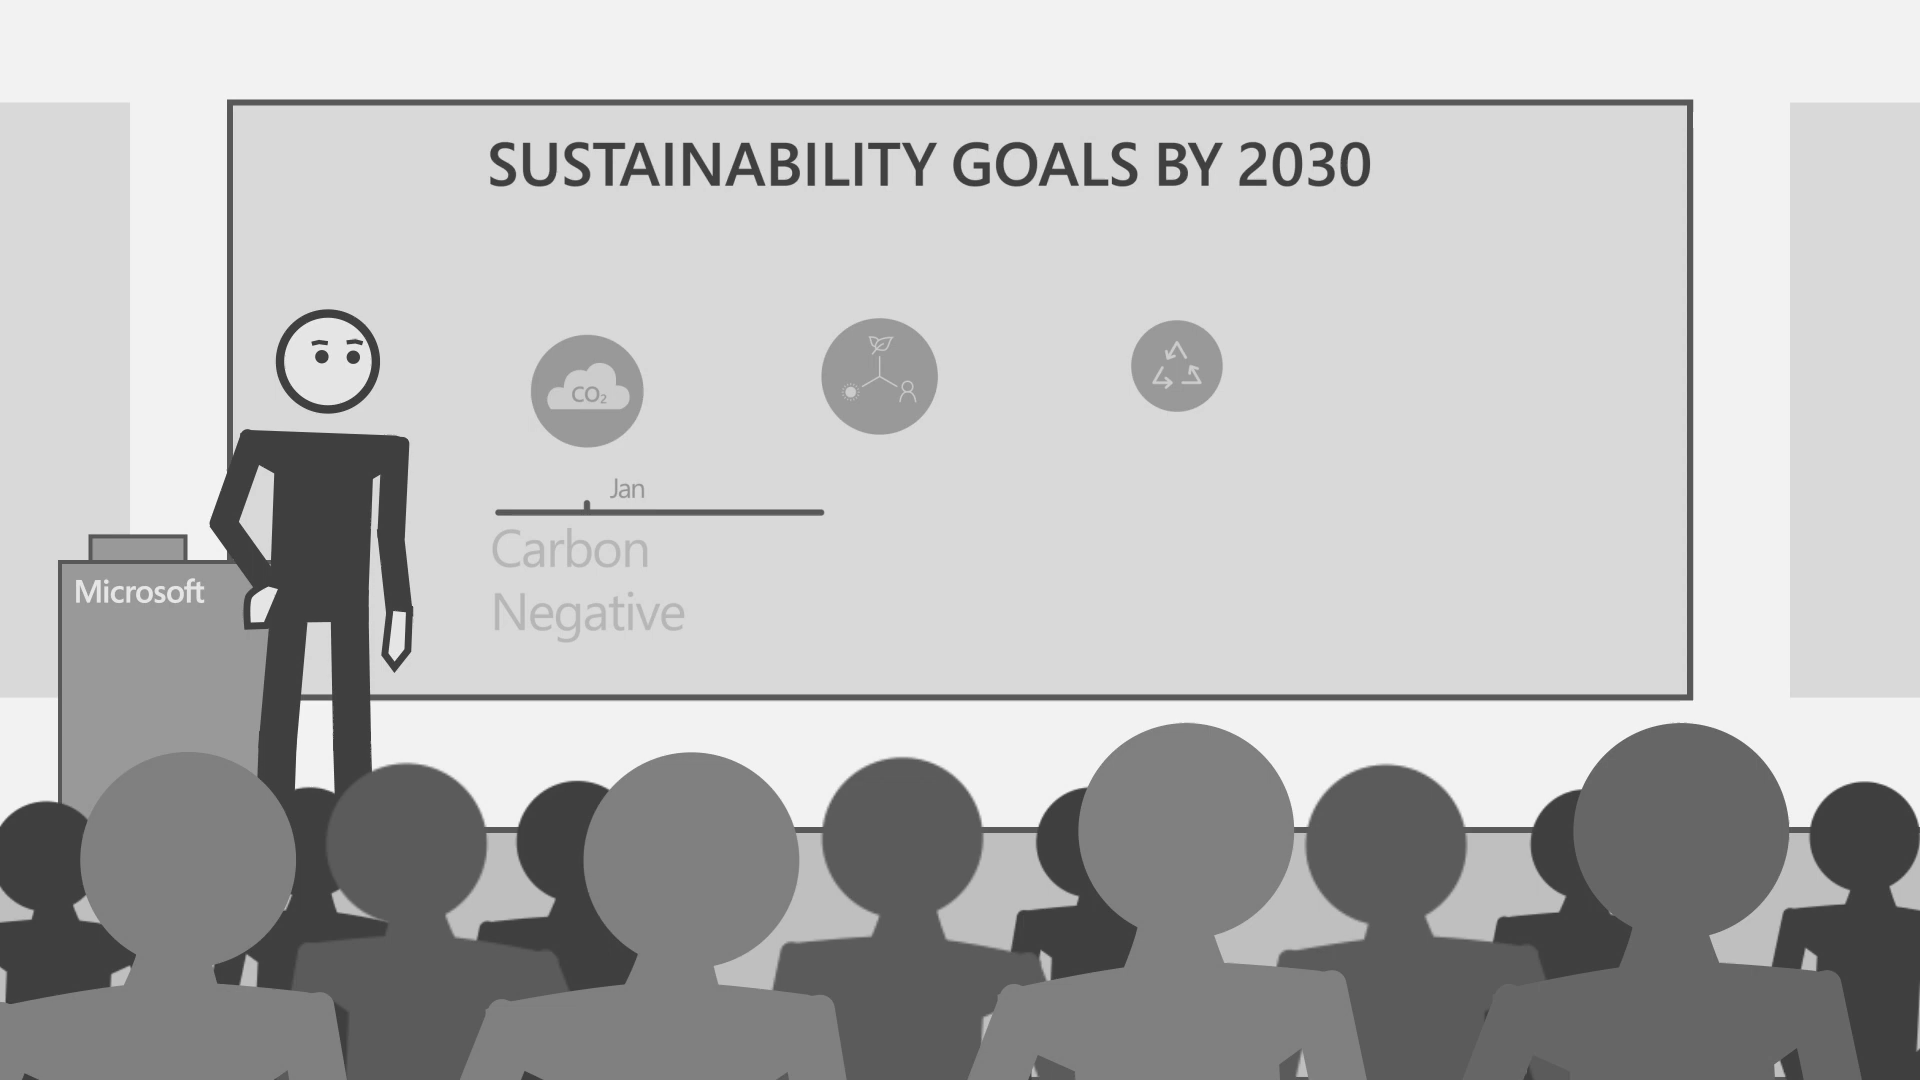 SUSTAINABILITY GOALS BY 2030
CO₂
Jan
Carbon
Negative
Microsoft